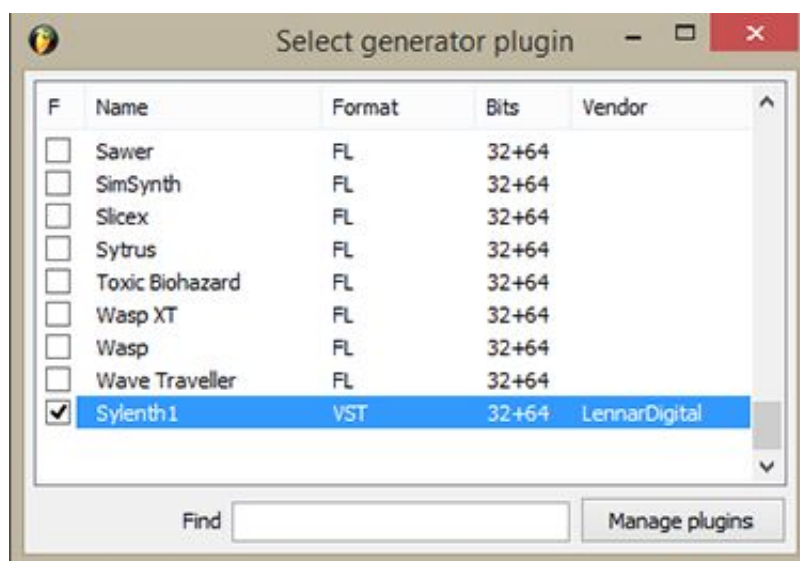 Select generator plugin
F Name Format Bits Vendor
Sawer FL 32+64
SimSynth FL 32+64
Slicex FL 32+64
Sytrus FL 32+64
Toxic Biohazard FL 32+64
Wasp XT FL 32+64
Wasp FL 32+64
Wave Traveller FL 32+64
Sylenth1 VST 32+64 LennarDigital
Find Manage plugins